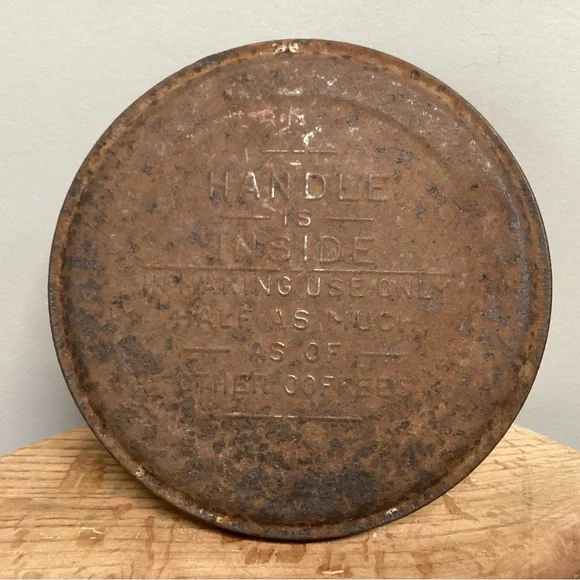 HANDLE
IS
INSIDE
IN MAKING USE ONLY
HALF AS MUCH
AS OF
OTHER COFFEES